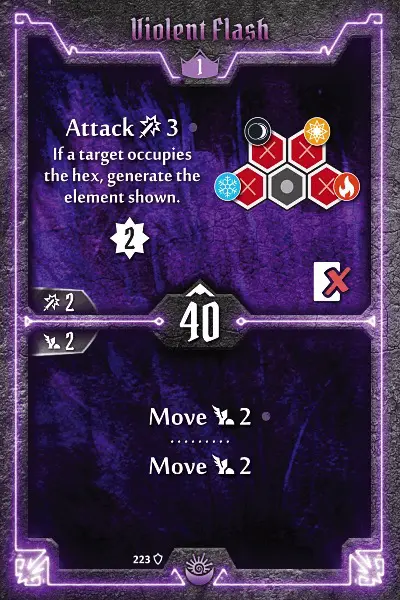 Violent Flash
1
Attack 3
If a target occupies
the hex, generate the
element shown.
2
2
40
2
Move 2
Move 2
223